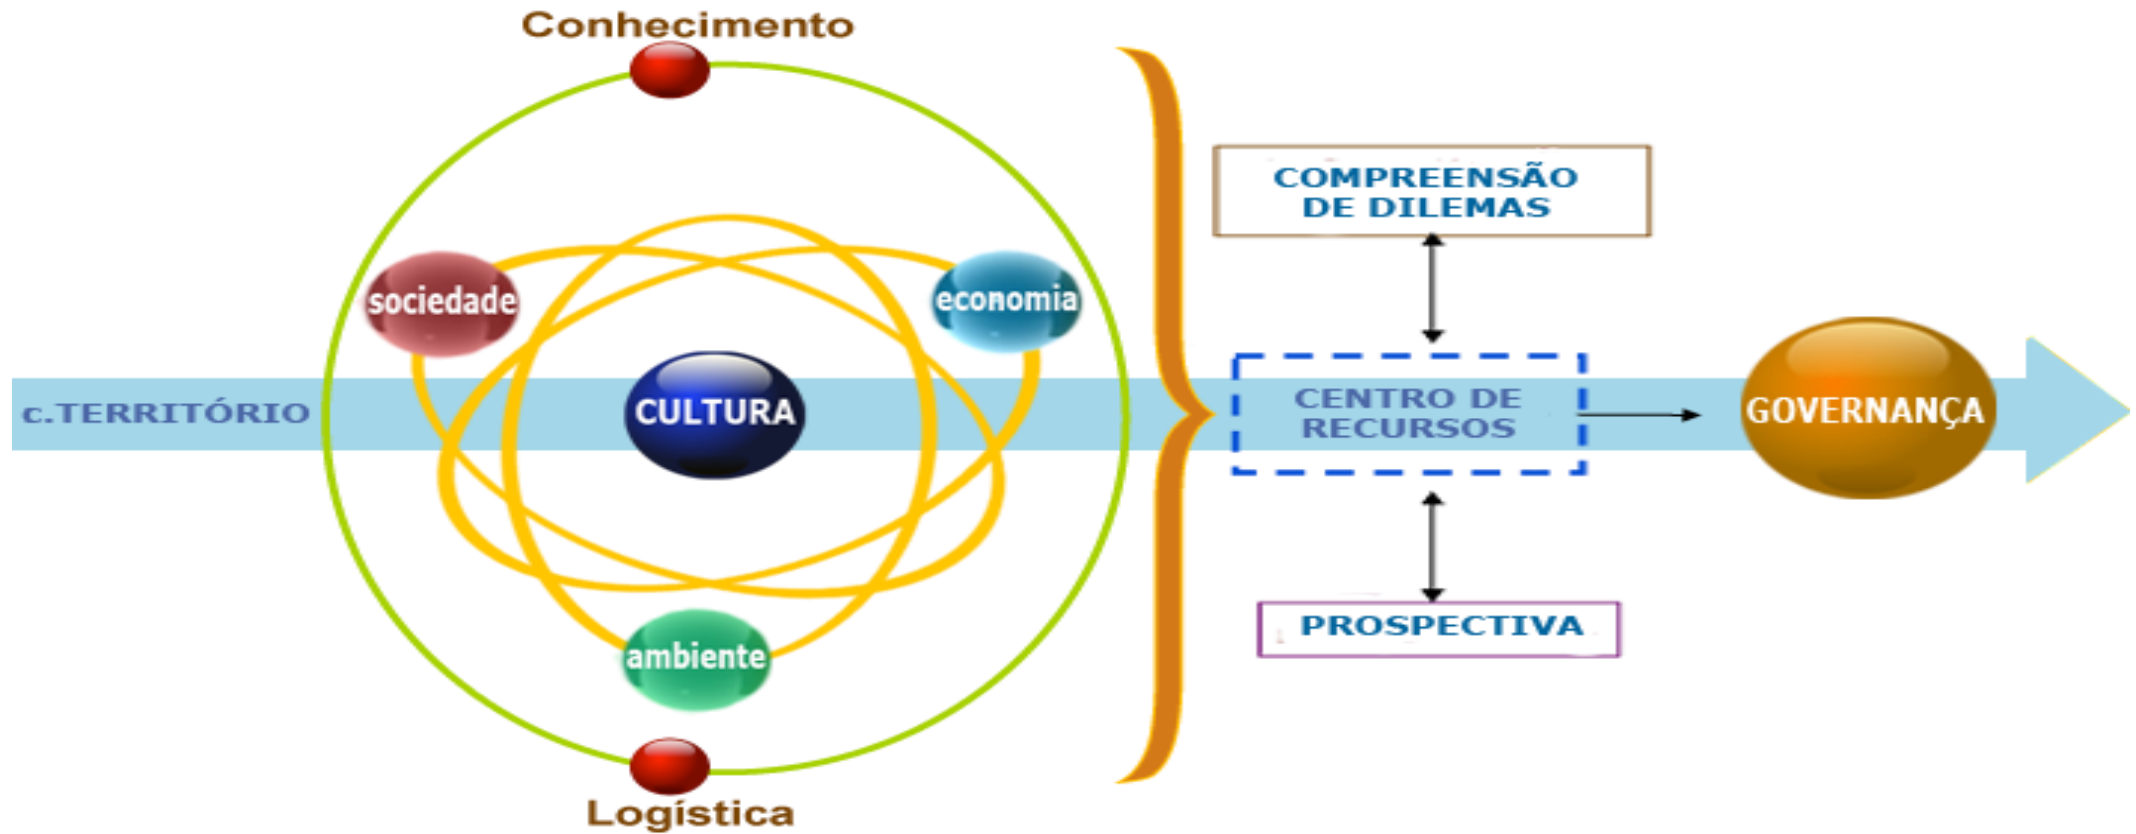 Conhecimento
COMPREENSÃO
DE DILEMAS
sociedade
economia
c.TERRITÓRIO
CULTURA
CENTRO DE
RECURSOS
GOVERNANÇA
PROSPECTIVA
ambiente
Logística